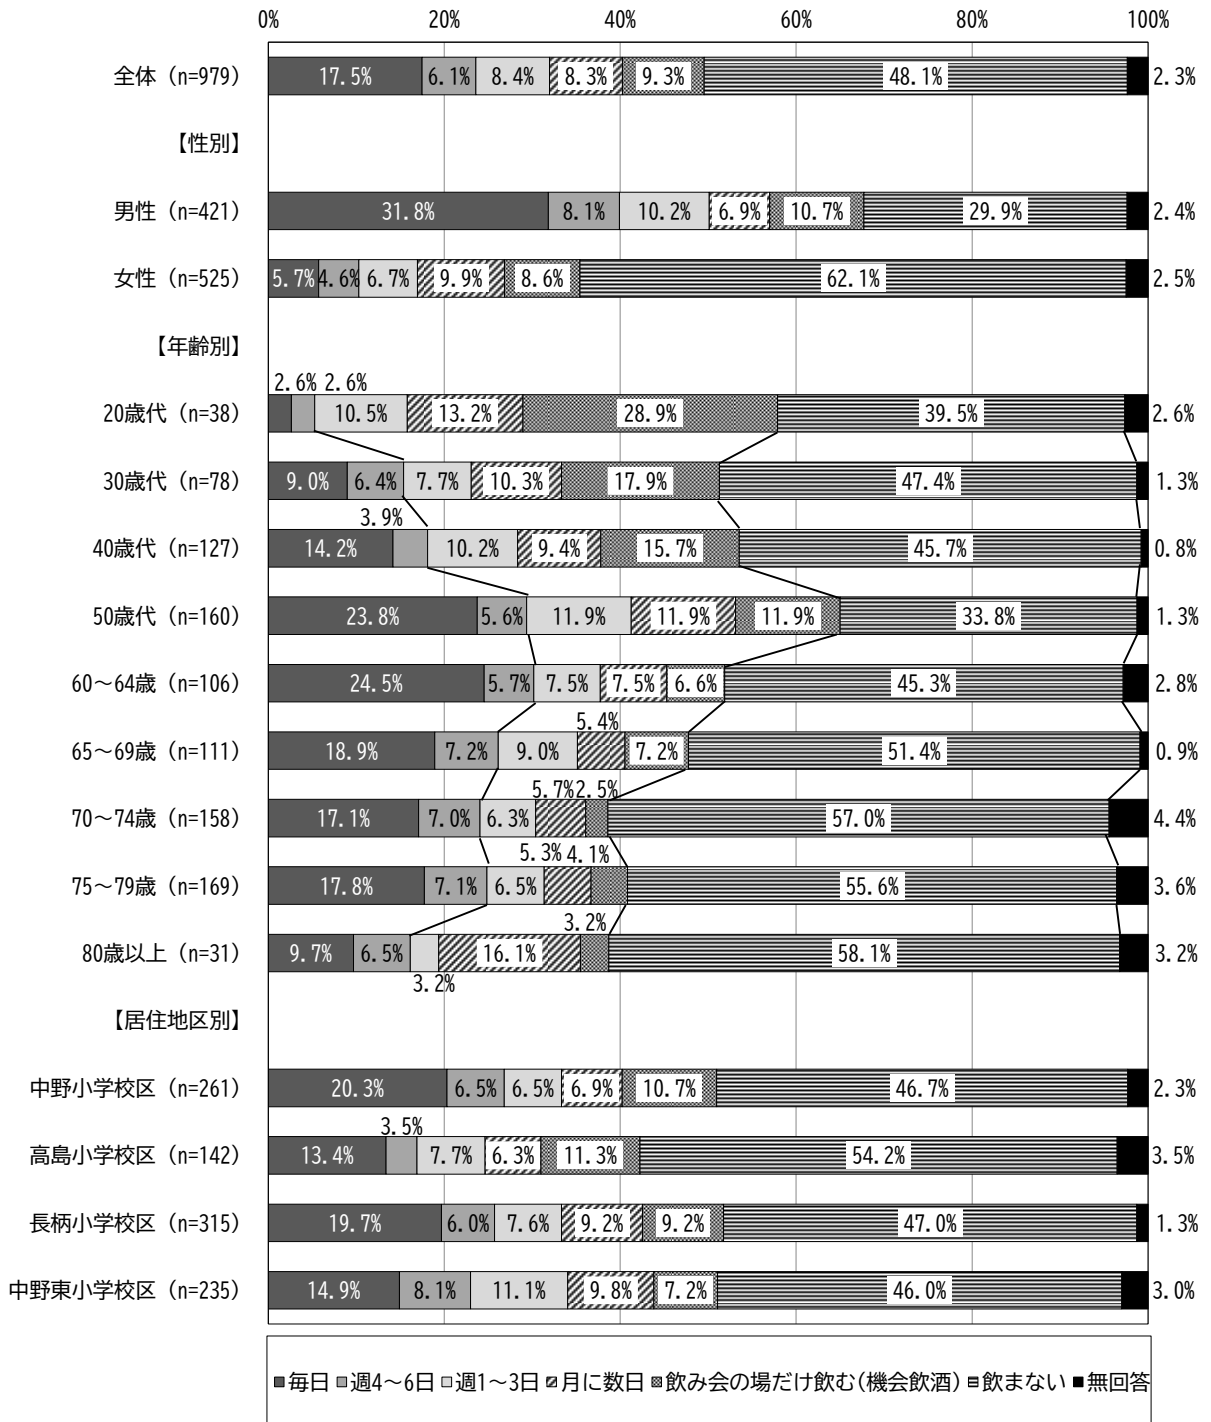 0% 20% 40% 60% 80% 100%
全体（n=979） 17.5% 6.1% 8.4% 8.3% 9.3% 48.1% 2.3%
【性別】
男性（n=421） 31.8% 8.1% 10.2% 6.9% 10.7% 29.9% 2.4%
女性（n=525） 5.7% 4.6% 6.7% 9.9% 8.6% 62.1% 2.5%
【年齢別】
2.6% 2.6%
20歳代（n=38） 10.5% 13.2% 28.9% 39.5% 2.6%
30歳代（n=78） 9.0% 6.4% 7.7% 10.3% 17.9% 47.4% 1.3%
3.9%
40歳代（n=127） 14.2% 10.2% 9.4% 15.7% 45.7% 0.8%
50歳代（n=160） 23.8% 5.6% 11.9% 11.9% 11.9% 33.8% 1.3%
60～64歳（n=106） 24.5% 5.7% 7.5% 7.5% 6.6% 45.3% 2.8%
5.4%
65～69歳（n=111） 18.9% 7.2% 9.0% 7.2% 51.4% 0.9%
5.7% 2.5%
70～74歳（n=158） 17.1% 7.0% 6.3% 57.0% 4.4%
5.3% 4.1%
75～79歳（n=169） 17.8% 7.1% 6.5% 55.6% 3.6%
3.2%
80歳以上（n=31） 9.7% 6.5% 16.1% 58.1% 3.2%
3.2%
【居住地区別】
中野小学校区（n=261） 20.3% 6.5% 6.5% 6.9% 10.7% 46.7% 2.3%
3.5%
高島小学校区（n=142） 13.4% 7.7% 6.3% 11.3% 54.2% 3.5%
長柄小学校区（n=315） 19.7% 6.0% 7.6% 9.2% 9.2% 47.0% 1.3%
中野東小学校区（n=235） 14.9% 8.1% 11.1% 9.8% 7.2% 46.0% 3.0%
毎日 週4～6日 週1～3日 月に数日 飲み会の場だけ飲む(機会飲酒) 飲まない 無回答